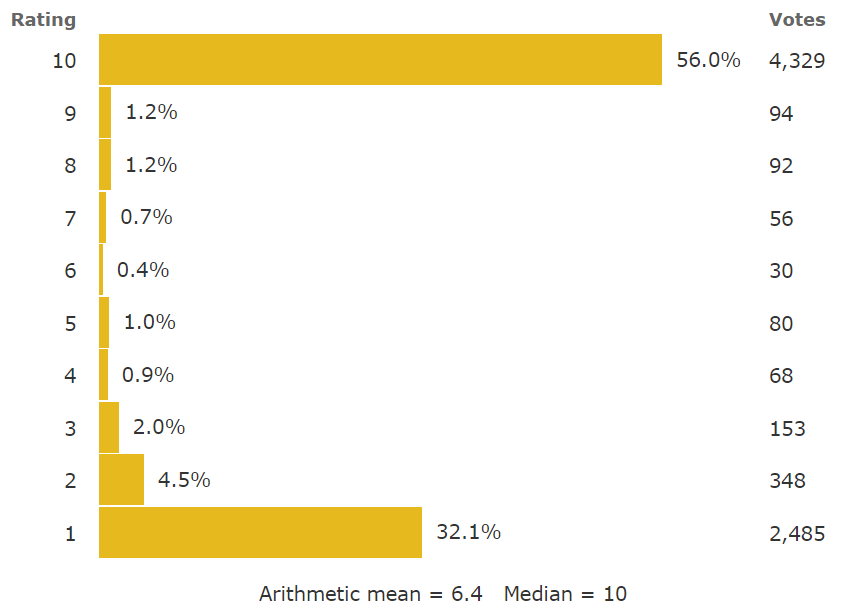 Rating Votes
10 56.0% 4,329
9 1.2% 94
8 1.2% 92
7 0.7% 56
6 0.4% 30
5 1.0% 80
4 0.9% 68
3 2.0% 153
2 4.5% 348
1 32.1% 2,485
Arithmetic mean = 6.4 Median = 10